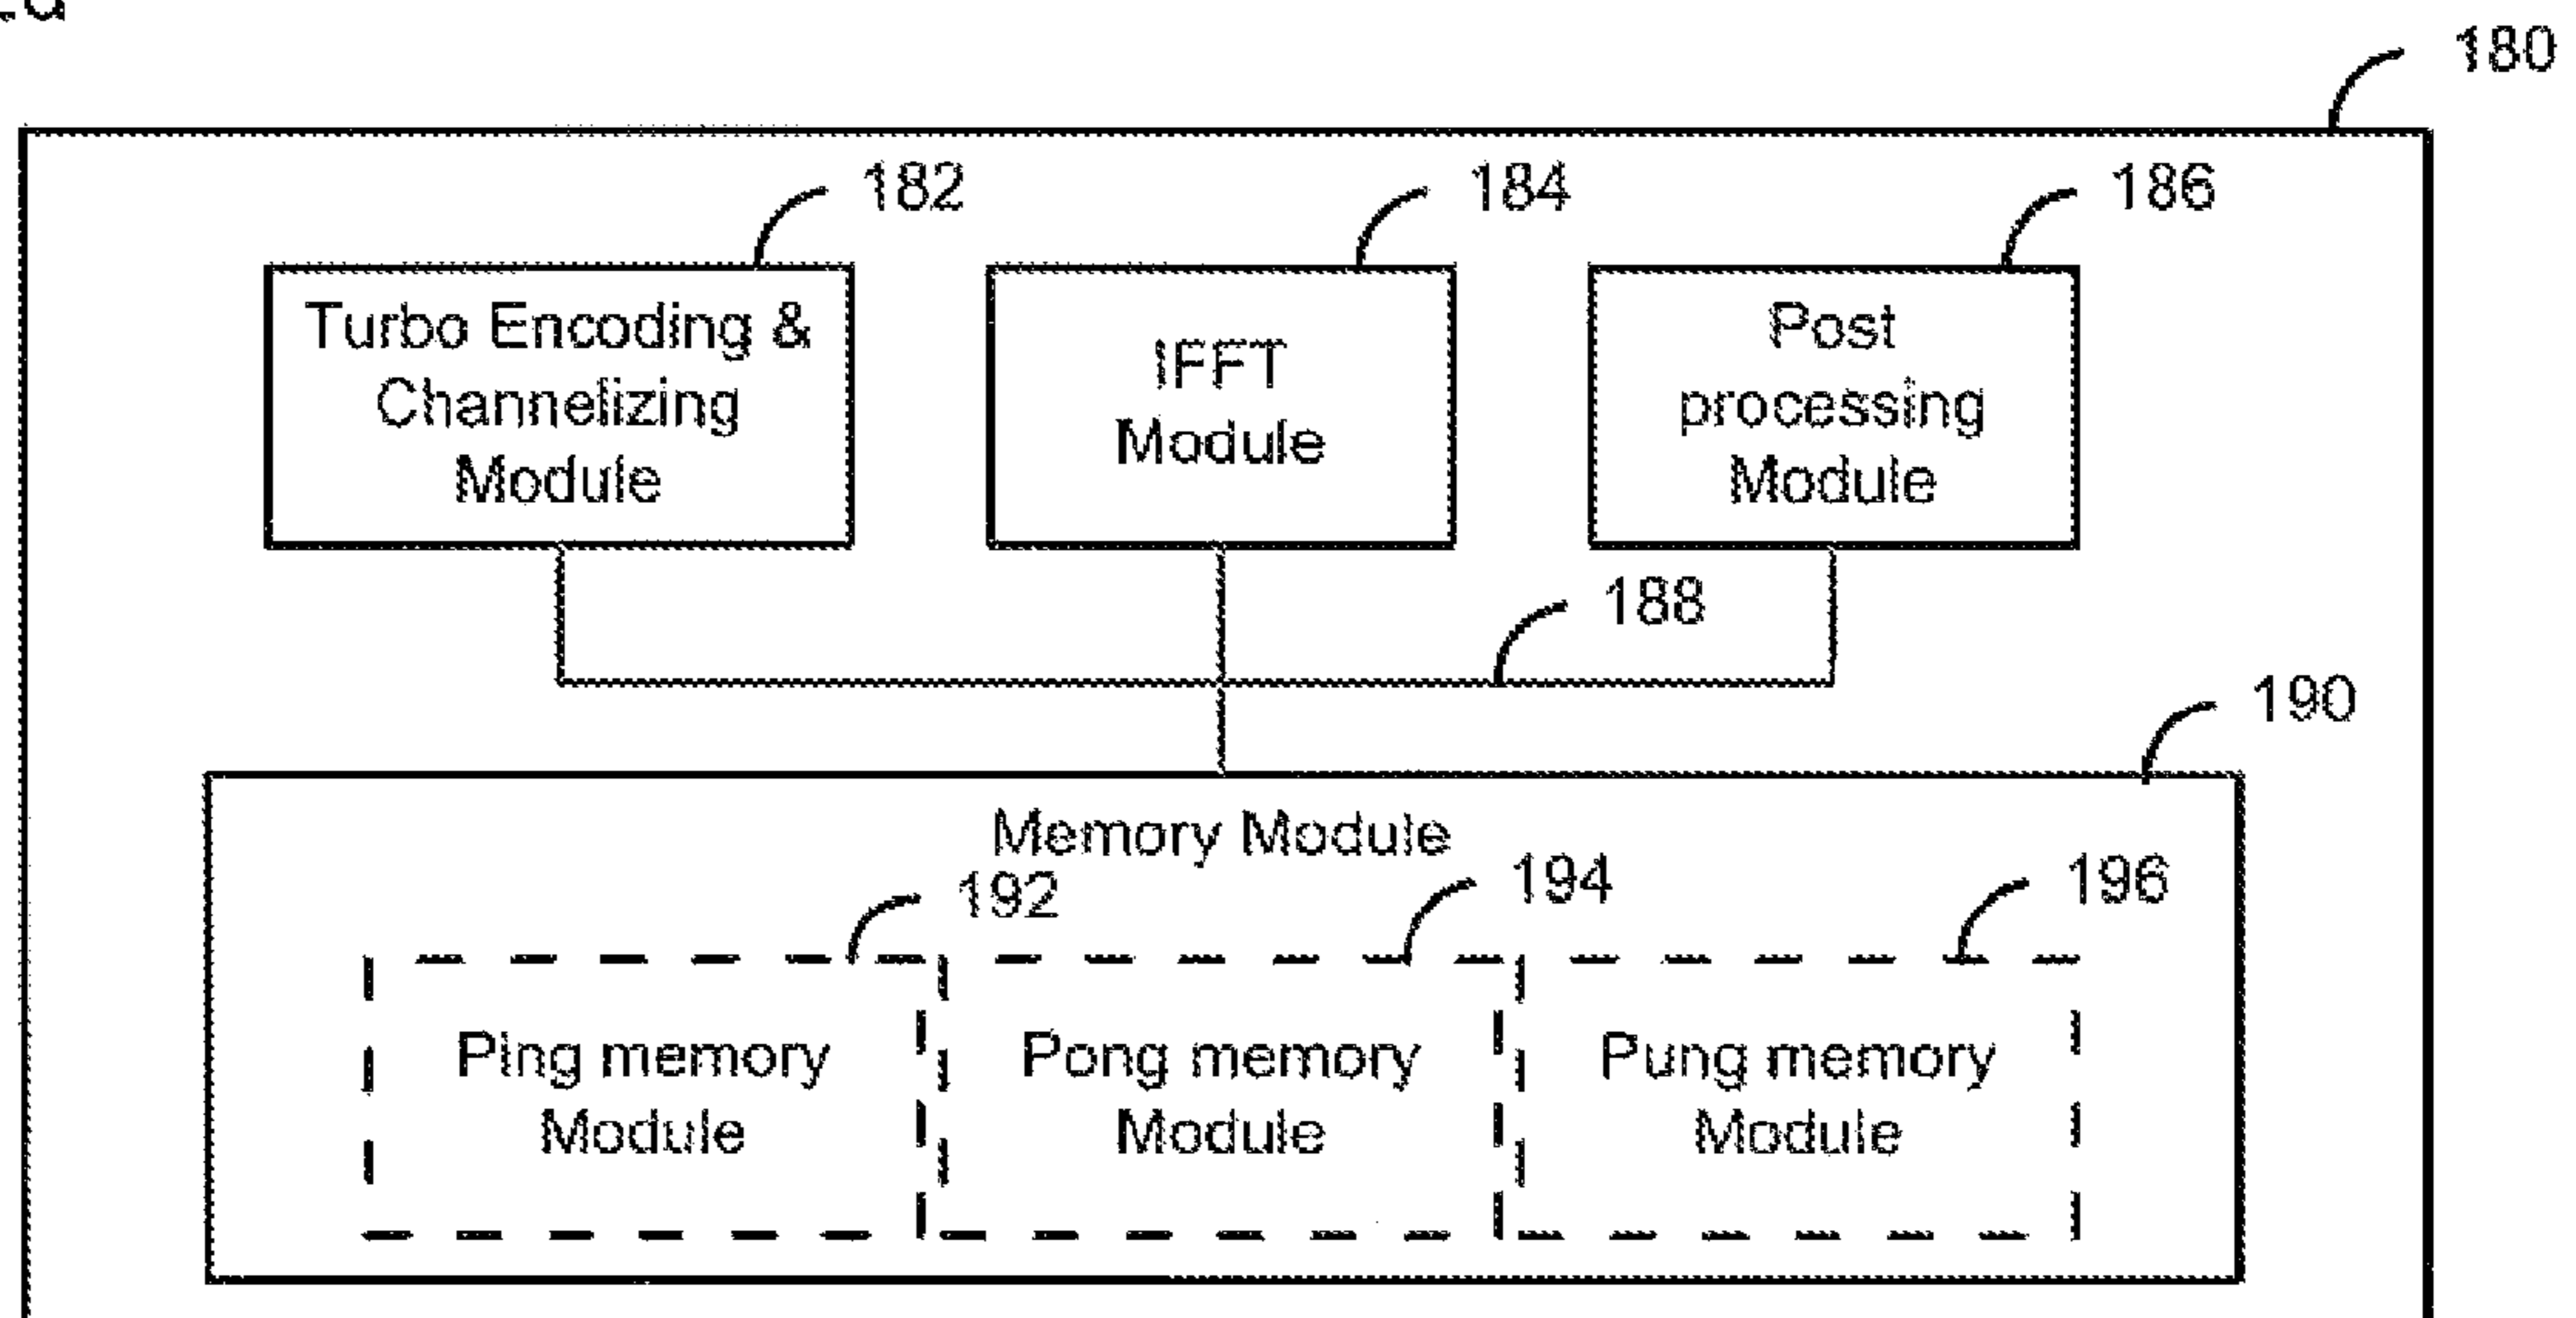 180
182
184
186
Turbo Encoding &
Channelizing
Module
IFFT
Module
Post
processing
Module
188
190
Memory Module
192
194
196
Ping memory
Module
Pong memory
Module
Pung memory
Module